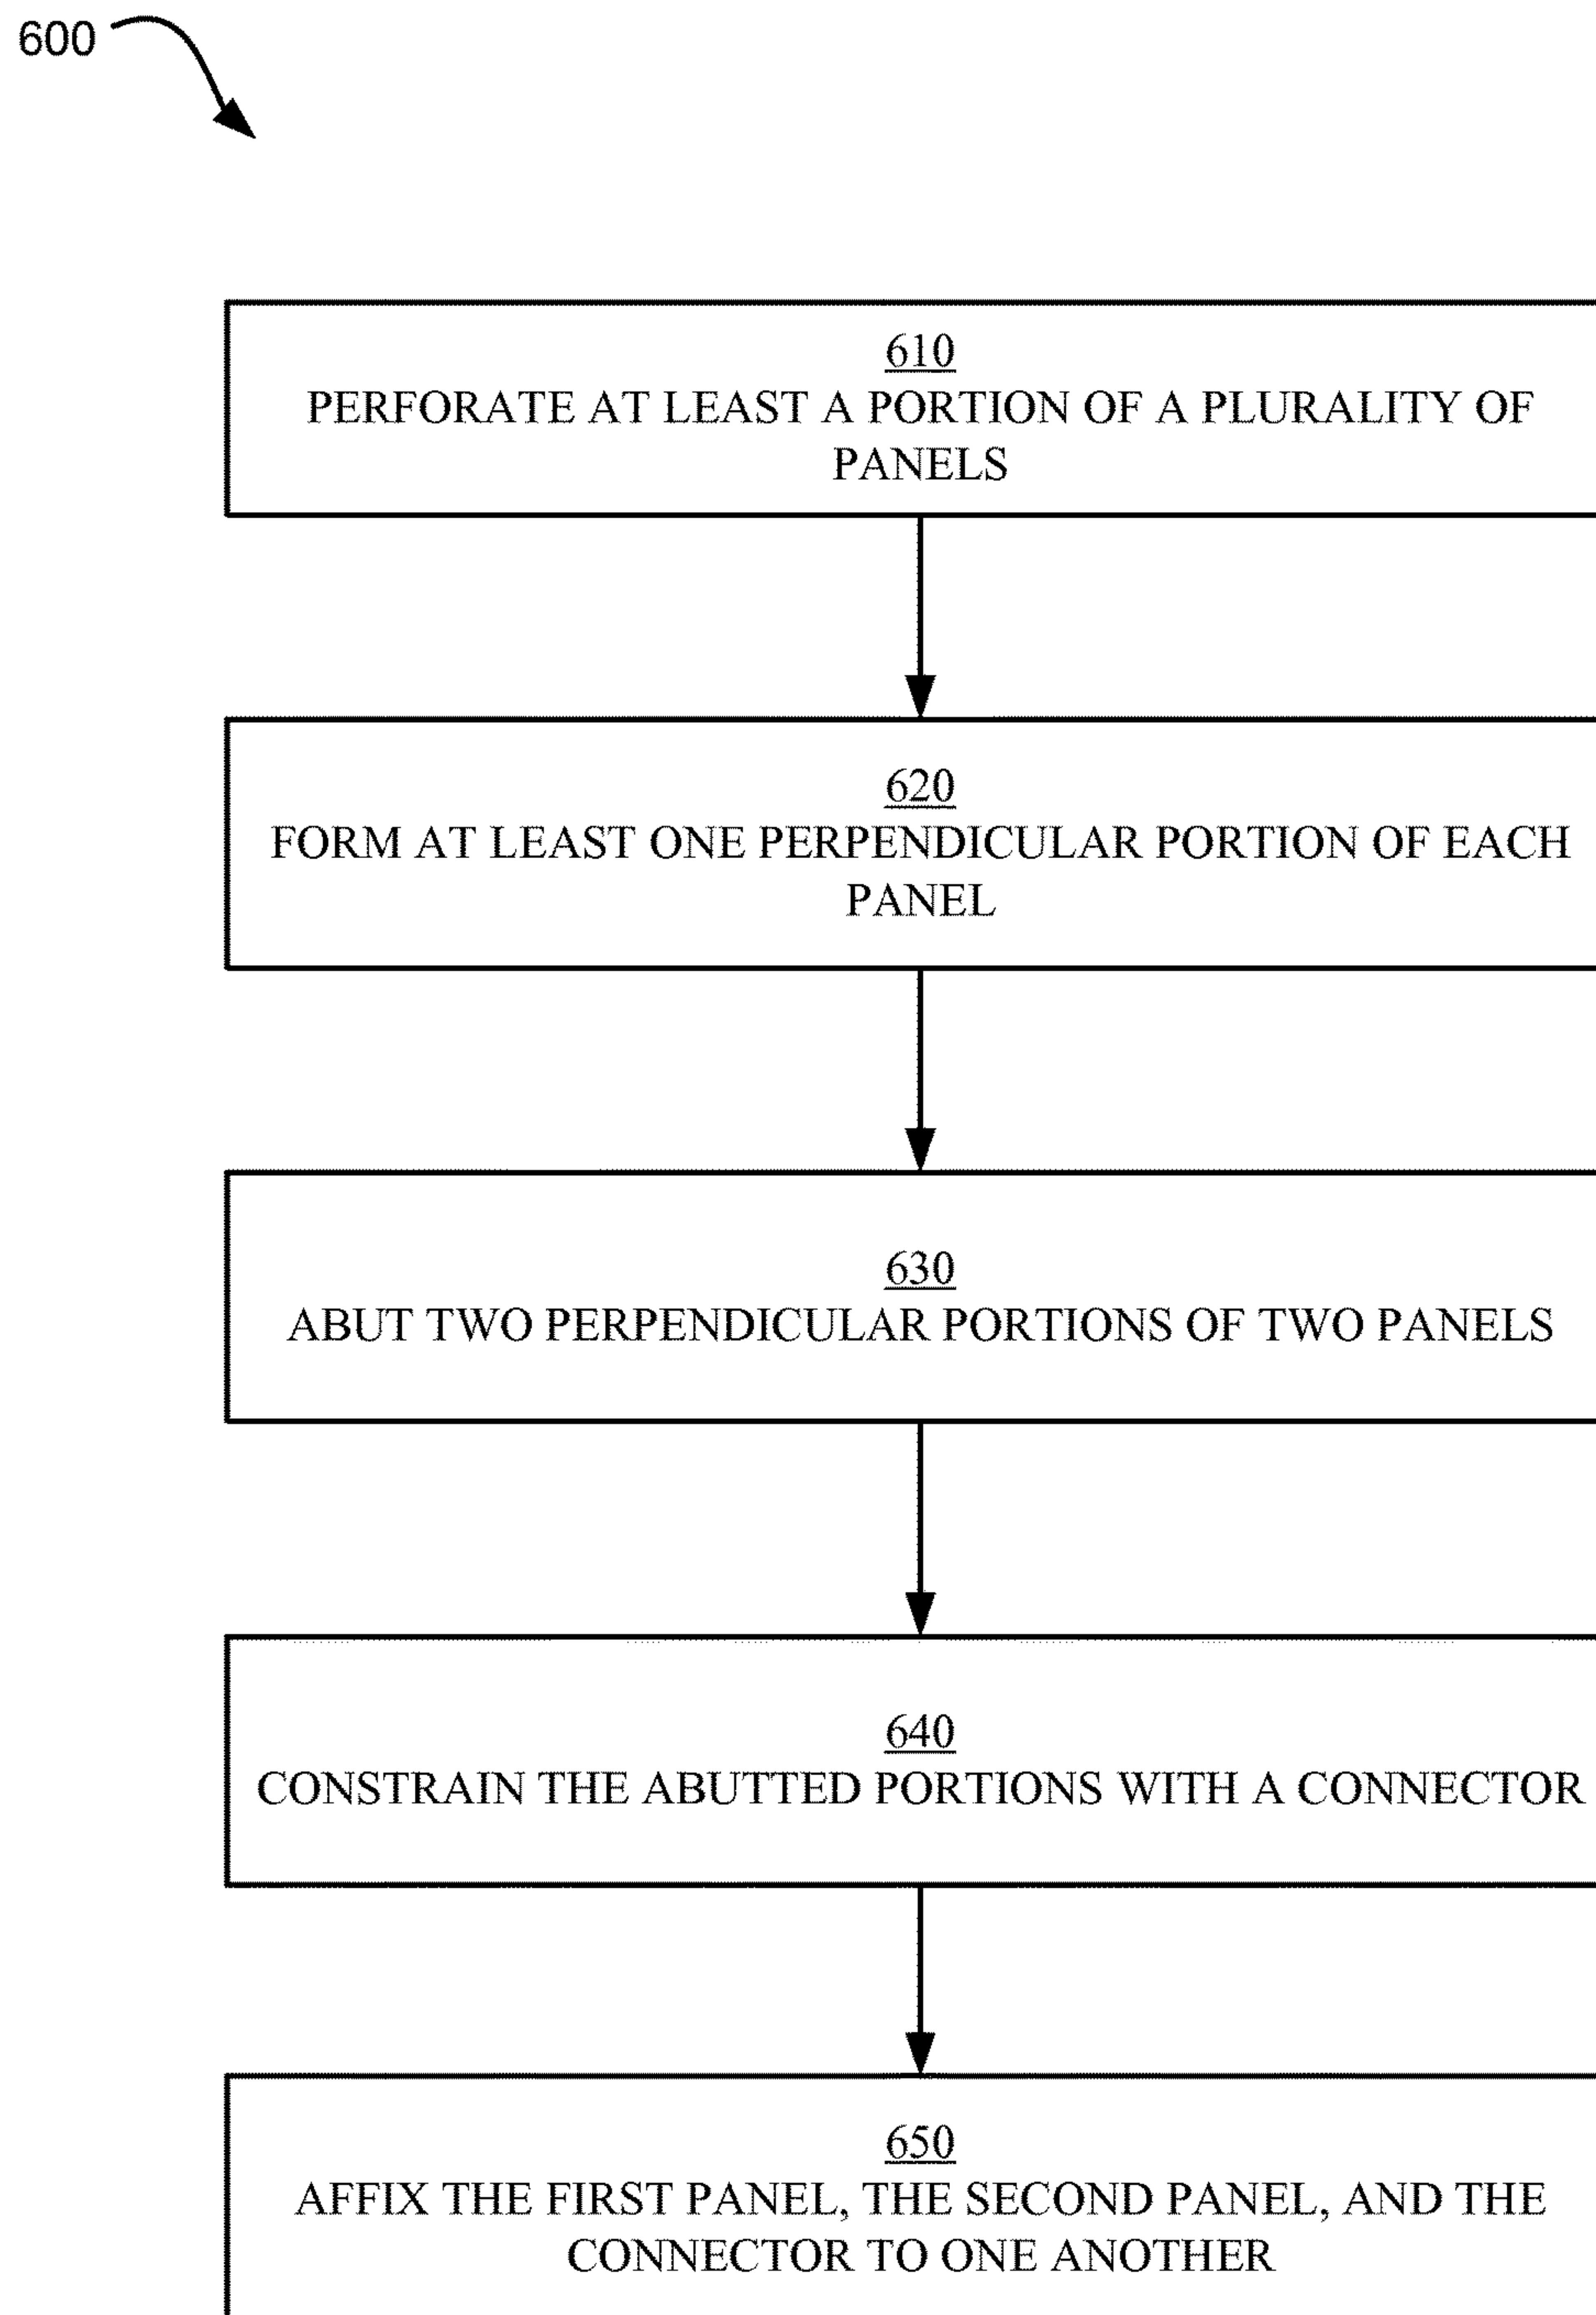 600
610
PERFORATE AT LEAST A PORTION OF A PLURALITY OF
PANELS
620
FORM AT LEAST ONE PERPENDICULAR PORTION OF EACH
PANEL
630
ABUT TWO PERPENDICULAR PORTIONS OF TWO PANELS
640
CONSTRAIN THE ABUTTED PORTIONS WITH A CONNECTOR
650
AFFIX THE FIRST PANEL, THE SECOND PANEL, AND THE
CONNECTOR TO ONE ANOTHER